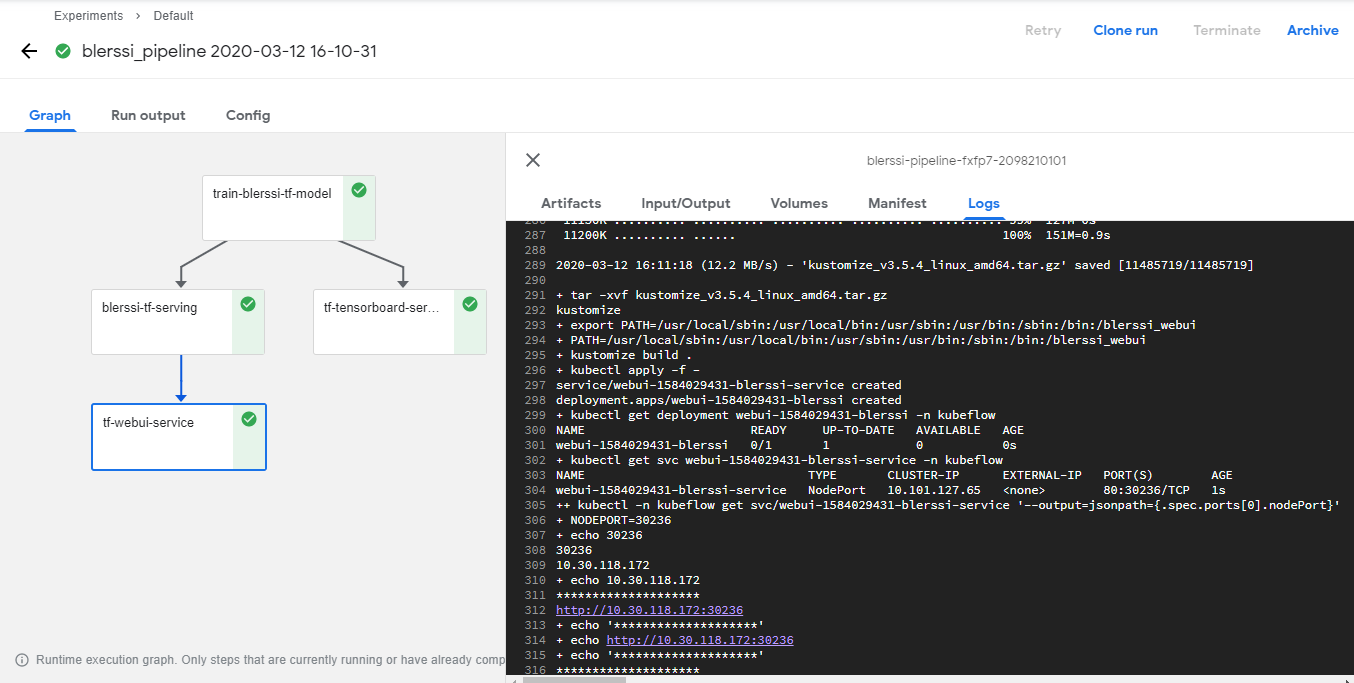 Experiments › Default
blerssi_pipeline 2020-03-12 16-10-31
Retry Clone run Terminate Archive
Graph Run output Config
train-blerssi-tf-model
blerssi-tf-serving
tf-tensorboard-ser...
tf-webui-service
Runtime execution graph. Only steps that are currently running or have already comp
blerssi-pipeline-fxfp7-2098210101
Artifacts Input/Output Volumes Manifest Logs
286 11150K .......... .......... .......... .......... .......... 99% 127M 0s
287 11200K .......... ...... 100% 151M=0.9s
288
289 2020-03-12 16:11:18 (12.2 MB/s) - 'kustomize_v3.5.4_linux_amd64.tar.gz' saved [11485719/11485719]
290
291 + tar -xvf kustomize_v3.5.4_linux_amd64.tar.gz
292 kustomize
293 + export PATH=/usr/local/sbin:/usr/local/bin:/usr/sbin:/usr/bin:/sbin:/bin:/blerssi_webui
294 + PATH=/usr/local/sbin:/usr/local/bin:/usr/sbin:/usr/bin:/sbin:/bin:/blerssi_webui
295 + kustomize build .
296 + kubectl apply -f -
297 service/webui-1584029431-blerssi-service created
298 deployment.apps/webui-1584029431-blerssi created
299 + kubectl get deployment webui-1584029431-blerssi -n kubeflow
300 NAME READY UP-TO-DATE AVAILABLE AGE
301 webui-1584029431-blerssi 0/1 1 0 0s
302 + kubectl get svc webui-1584029431-blerssi-service -n kubeflow
303 NAME TYPE CLUSTER-IP EXTERNAL-IP PORT(S) AGE
304 webui-1584029431-blerssi-service NodePort 10.101.127.65 <none> 80:30236/TCP 1s
305 ++ kubectl -n kubeflow get svc/webui-1584029431-blerssi-service '--output=jsonpath={.spec.ports[0].nodePort}'
306 + NODEPORT=30236
307 + echo 30236
308 30236
309 10.30.118.172
310 + echo 10.30.118.172
311 ********************
312 http://10.30.118.172:30236
313 + echo '********************'
314 + echo http://10.30.118.172:30236
315 + echo '********************'
316 ********************